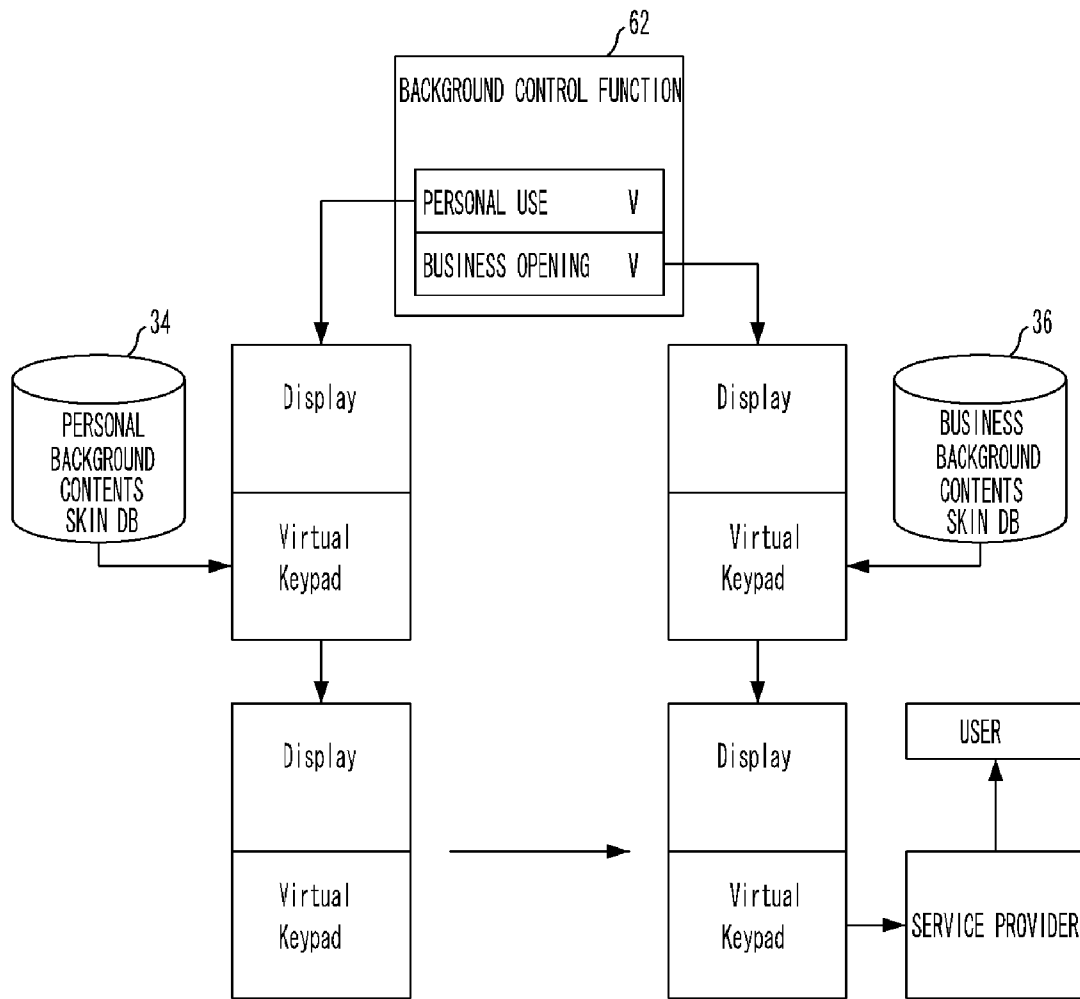 62
BACKGROUND CONTROL FUNCTION
PERSONAL USE V
BUSINESS OPENING V
34
PERSONAL
BACKGROUND
CONTENTS
SKIN DB
Display
Virtual
Keypad
Display
Virtual
Keypad
36
BUSINESS
BACKGROUND
CONTENTS
SKIN DB
Display
Virtual
Keypad
Display
Virtual
Keypad
USER
SERVICE PROVIDER